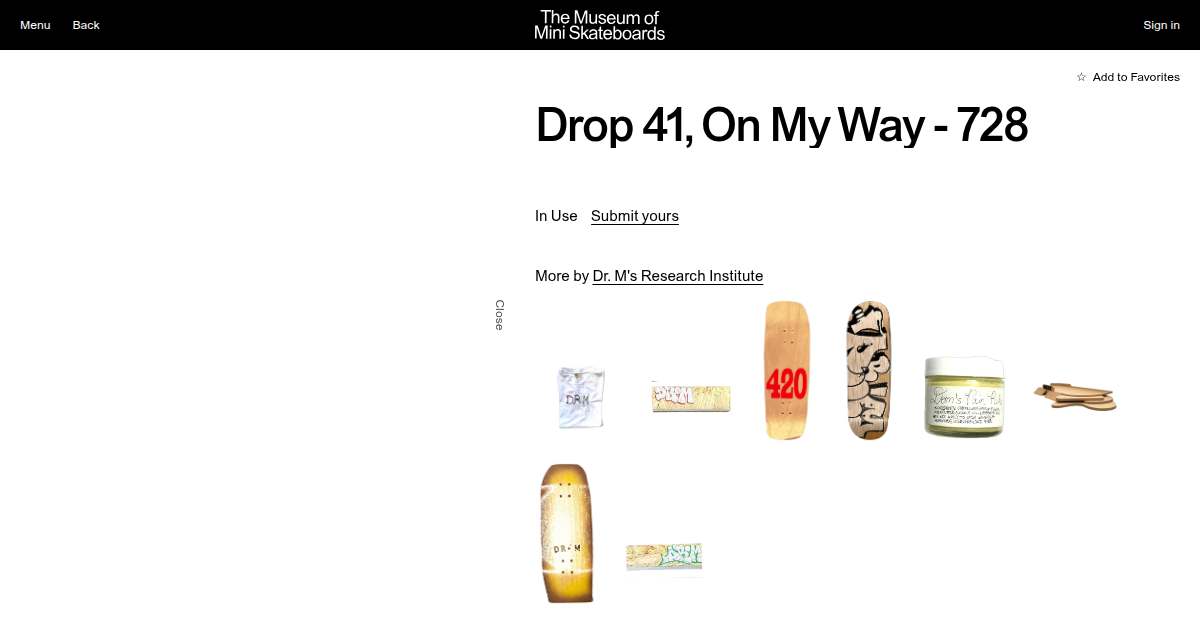 Menu
Back
The Museum of
Mini Skateboards
Sign in
☆ Add to Favorites
Drop 41, On My Way - 728
In Use
Submit yours
More by Dr. M's Research Institute
Close
DRM
420
DR. M